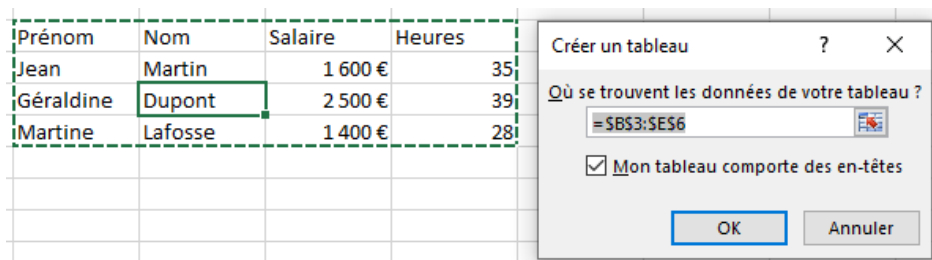 Prénom Nom Salaire Heures
Jean Martin 1 600 € 35
Géraldine Dupont 2 500 € 39
Martine Lafosse 1 400 € 28
Créer un tableau ? ×
Où se trouvent les données de votre tableau ?
=$B$3:$E$6
Mon tableau comporte des en-têtes
OK Annuler